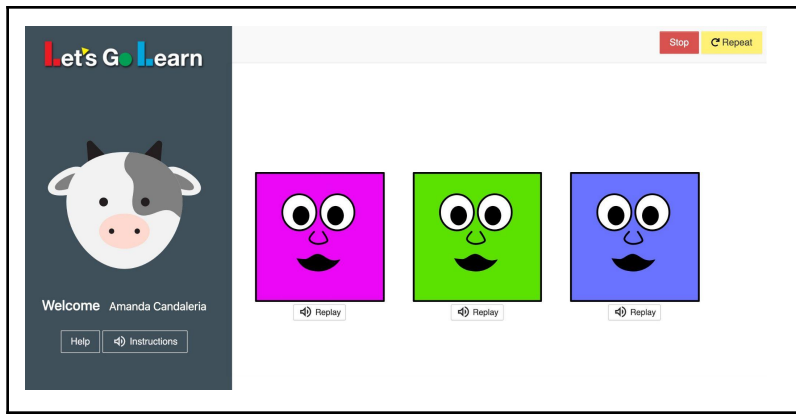 Let's Go Learn
Stop
Repeat
Replay
Replay
Replay
Welcome Amanda Candaleria
Help
Instructions